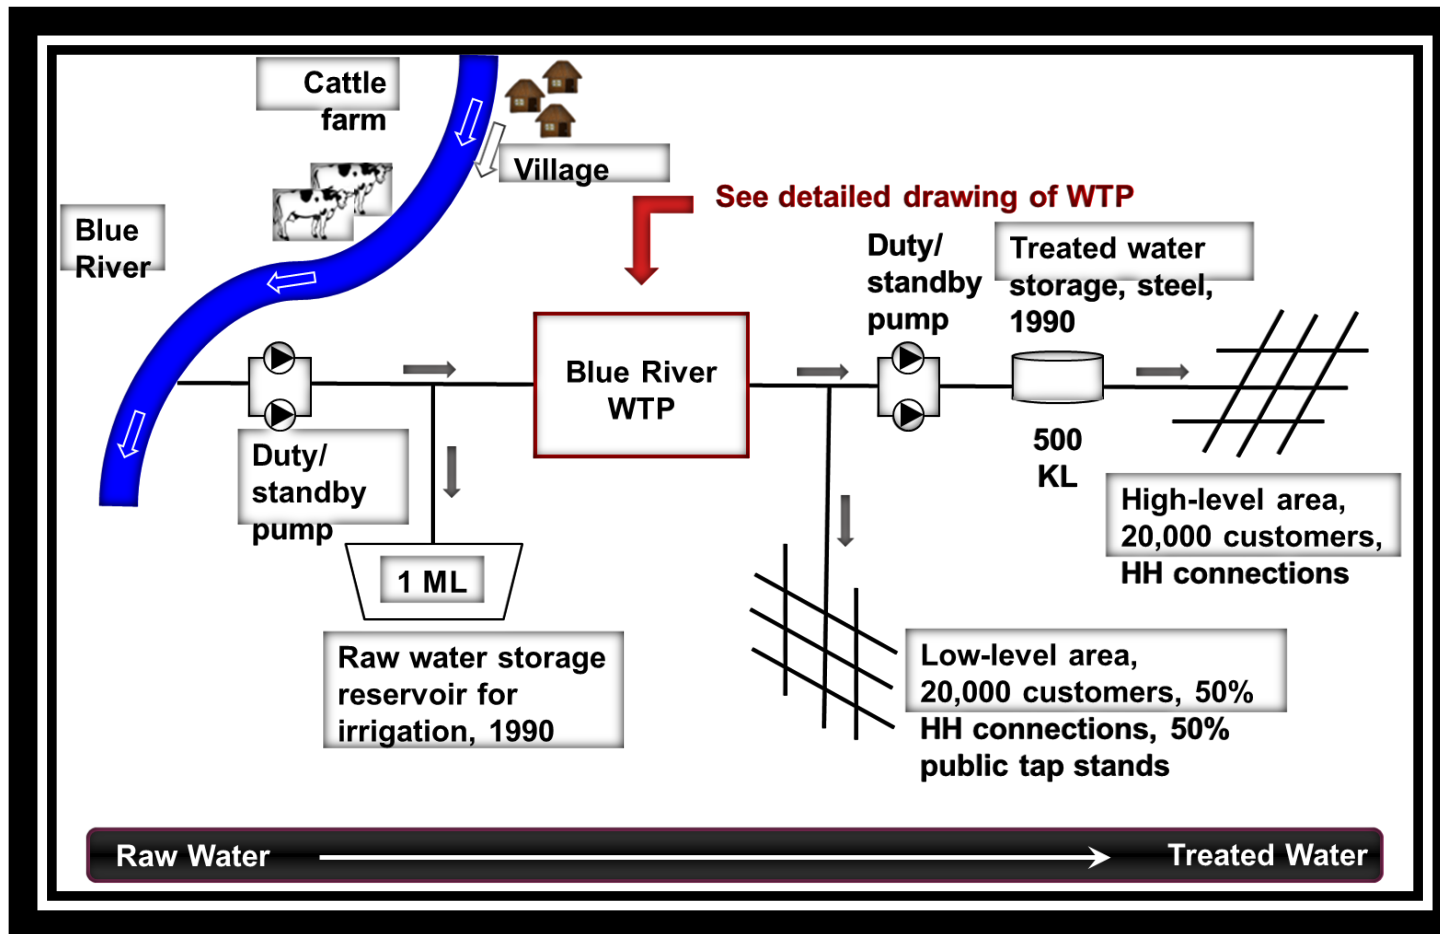 Cattle
farm
Village
Blue
River
See detailed drawing of WTP
Duty/
standby
pump
Treated water
storage, steel,
1990
Blue River
WTP
Duty/
standby
pump
500
KL
High-level area,
20,000 customers,
HH connections
1 ML
Raw water storage
reservoir for
irrigation, 1990
Low-level area,
20,000 customers, 50%
HH connections, 50%
public tap stands
Raw Water
Treated Water